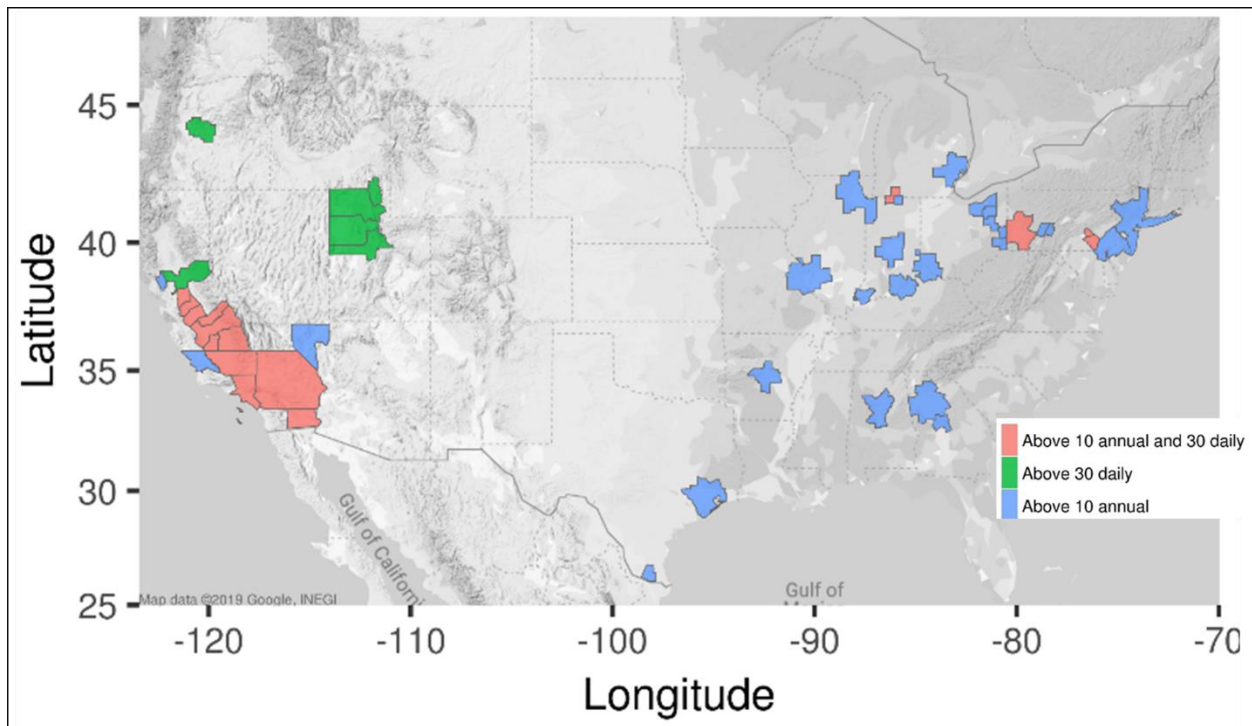 45
40
35
30
25
Latitude
Gulf of Californi
Map data ©2019 Google, INEGI
Gulf of
Above 10 annual and 30 daily
Above 30 daily
Above 10 annual
-120
-110
-100
-90
-80
-70
Longitude